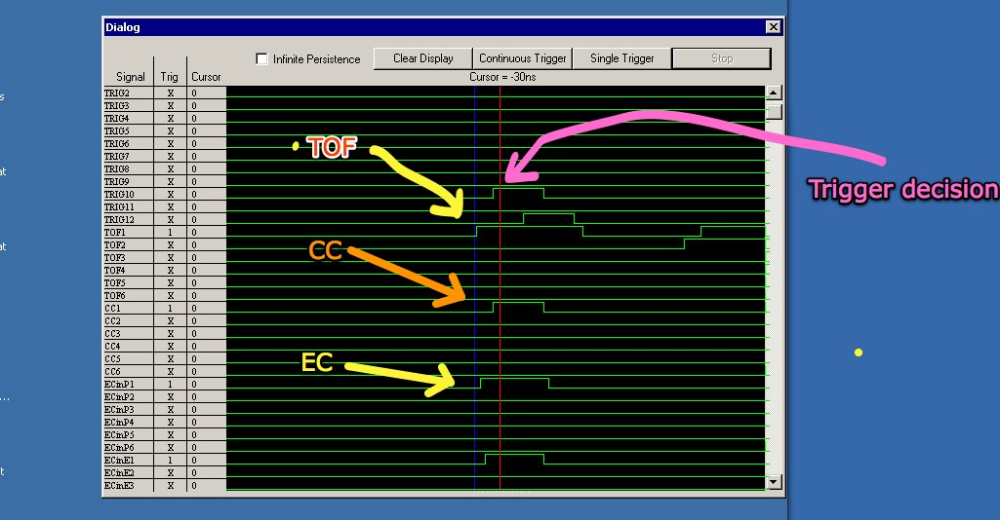 Dialog
Infinite Persistence
Clear Display
Continuous Trigger
Single Trigger
Stop
Signal Trig Cursor
Cursor = -30ns
TRIG2 X 0
TRIG3 X 0
TRIG4 X 0
TRIG5 X 0
TRIG6 X 0
TRIG7 X 0
TRIG8 X 0
TRIG9 X 0
TRIG10 X 0
TRIG11 X 0
TRIG12 X 0
TOF1 1 0
TOF2 X 0
TOF3 X 0
TOF4 X 0
TOF5 X 0
TOF6 X 0
CC1 1 0
CC2 X 0
CC3 X 0
CC4 X 0
CC5 X 0
CC6 X 0
ECinP1 1 0
ECinP2 X 0
ECinP3 X 0
ECinP4 X 0
ECinP5 X 0
ECinP6 X 0
ECinE1 1 0
ECinE2 X 0
ECinE3 X 0
TOF
CC
EC
Trigger decision
s
at
at
...
t